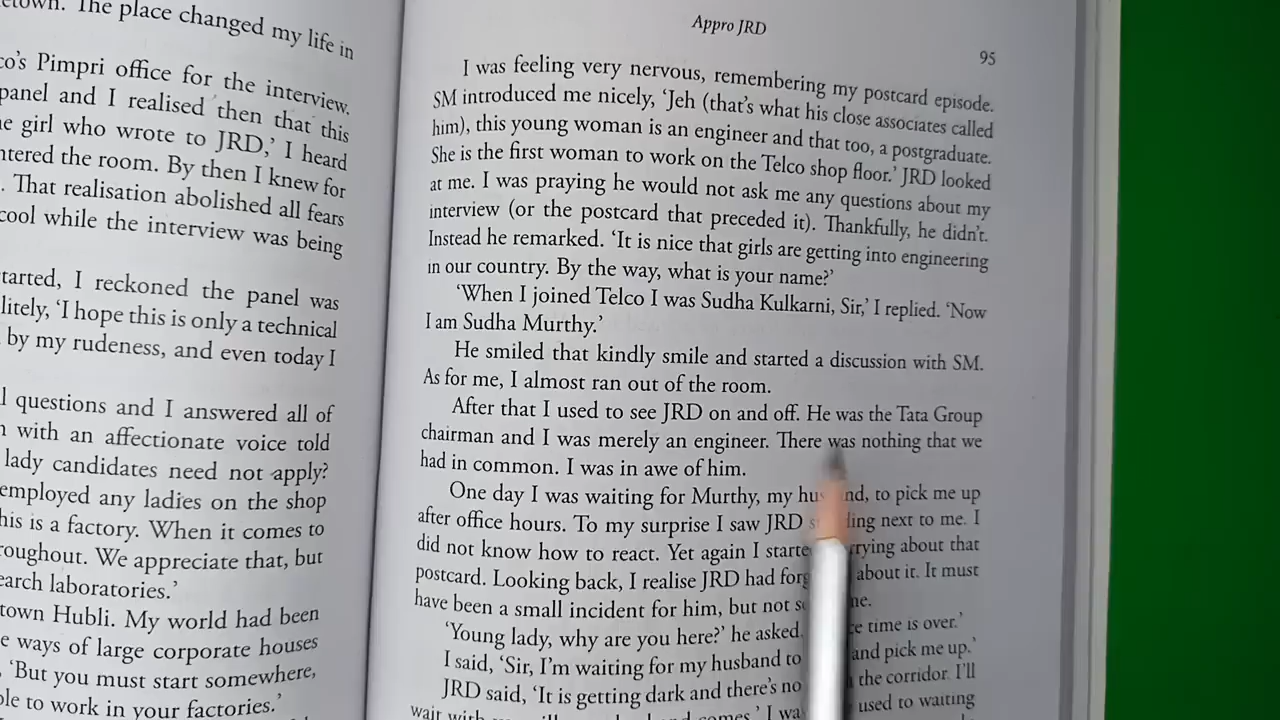 etown. The place changed my life in
co's Pimpri office for the interview.
panel and I realised then that this
e girl who wrote to JRD,' I heard
ntered the room. By then I knew for
. That realisation abolished all fears
cool while the interview was being
tarted, I reckoned the panel was
litely, 'I hope this is only a technical
by my rudeness, and even today I
l questions and I answered all of
n with an affectionate voice told
lady candidates need not apply?
employed any ladies on the shop
his is a factory. When it comes to
roughout. We appreciate that, but
earch laboratories.'
town Hubli. My world had been
e ways of large corporate houses
, 'But you must start somewhere,
ble to work in your factories.'
Appro JRD
95
I was feeling very nervous, remembering my postcard episode.
SM introduced me nicely, 'Jeh (that's what his close associates called
him), this young woman is an engineer and that too, a postgraduate.
She is the first woman to work on the Telco shop floor.' JRD looked
at me. I was praying he would not ask me any questions about my
interview (or the postcard that preceded it). Thankfully, he didn't.
Instead he remarked. 'It is nice that girls are getting into engineering
in our country. By the way, what is your name?'
'When I joined Telco I was Sudha Kulkarni, Sir,' I replied. 'Now
I am Sudha Murthy.'
He smiled that kindly smile and started a discussion with SM.
As for me, I almost ran out of the room.
After that I used to see JRD on and off. He was the Tata Group
chairman and I was merely an engineer. There was nothing that we
had in common. I was in awe of him.
One day I was waiting for Murthy, my hus nd, to pick me up
after office hours. To my surprise I saw JRD s ding next to me. I
did not know how to react. Yet again I starte rrying about that
postcard. Looking back, I realise JRD had forg about it. It must
have been a small incident for him, but not s ne.
'Young lady, why are you here?' he asked. ce time is over.'
I said, 'Sir, I'm waiting for my husband to and pick me up.'
JRD said, 'It is getting dark and there's no the corridor. I'll
wait with comes.' I wa used to waiting